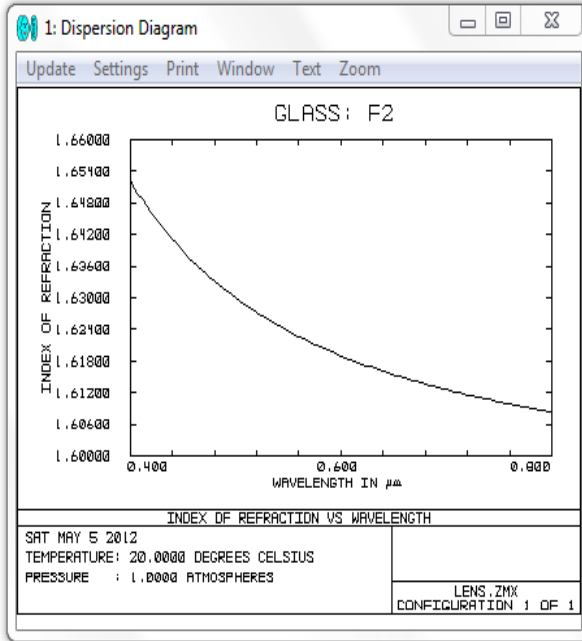 1: Dispersion Diagram
Update Settings Print Window Text Zoom
GLASS: F2
1.66000
1.65400
1.64800
1.64200
1.63600
1.63000
1.62400
1.61800
1.61200
1.60600
1.60000
INDEX OF REFRACTION
0.400 0.600 0.800
WAVELENGTH IN µm
INDEX OF REFRACTION VS WAVELENGTH
SAT MAY 5 2012
TEMPERATURE: 20.0000 DEGREES CELSIUS
PRESSURE : 1.0000 ATMOSPHERES
LENS.ZMX
CONFIGURATION 1 OF 1